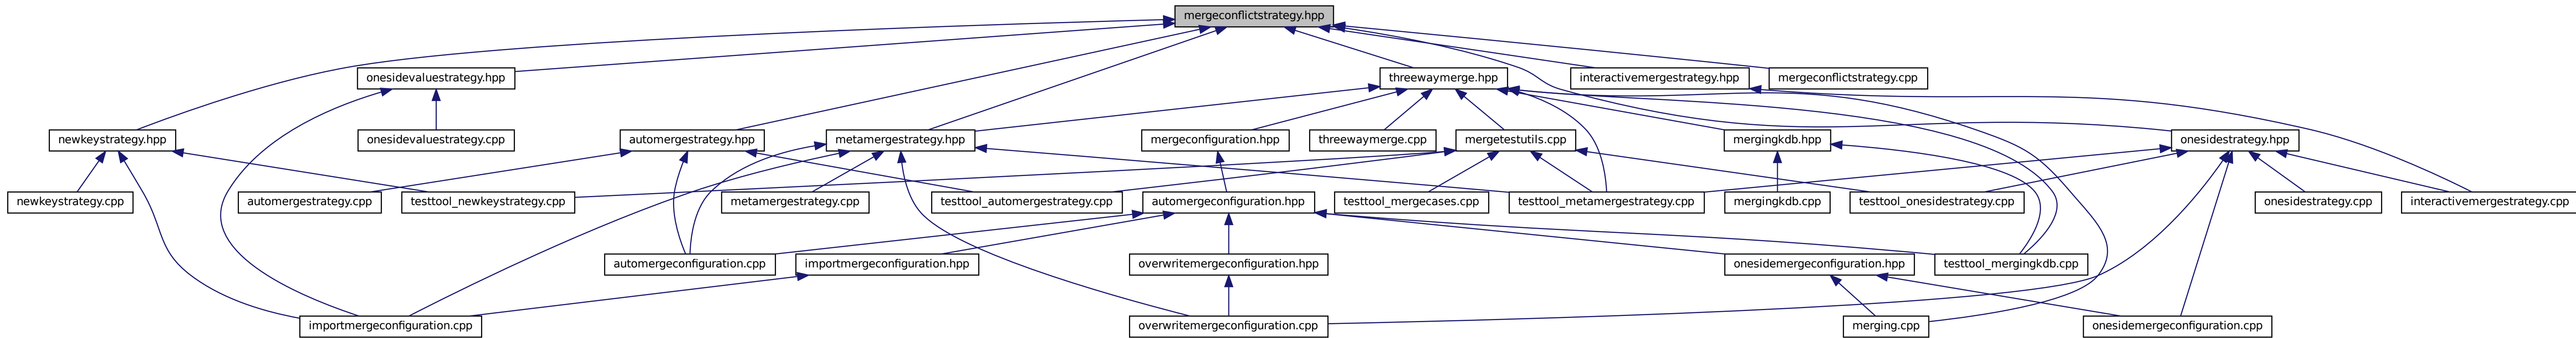 mergeconflictstrategy.hpp
onesidevaluestrategy.hpp
threewaymerge.hpp
interactivemergestrategy.hpp
mergeconflictstrategy.cpp
newkeystrategy.hpp
onesidevaluestrategy.cpp
automergestrategy.hpp
metamergestrategy.hpp
mergeconfiguration.hpp
threewaymerge.cpp
mergetestutils.cpp
mergingkdb.hpp
onesidestrategy.hpp
newkeystrategy.cpp
automergestrategy.cpp
testtool_newkeystrategy.cpp
metamergestrategy.cpp
testtool_automergestrategy.cpp
automergeconfiguration.hpp
testtool_mergecases.cpp
testtool_metamergestrategy.cpp
mergingkdb.cpp
testtool_onesidestrategy.cpp
onesidestrategy.cpp
interactivemergestrategy.cpp
automergeconfiguration.cpp
importmergeconfiguration.hpp
overwritemergeconfiguration.hpp
onesidemergeconfiguration.hpp
testtool_mergingkdb.cpp
importmergeconfiguration.cpp
overwritemergeconfiguration.cpp
merging.cpp
onesidemergeconfiguration.cpp